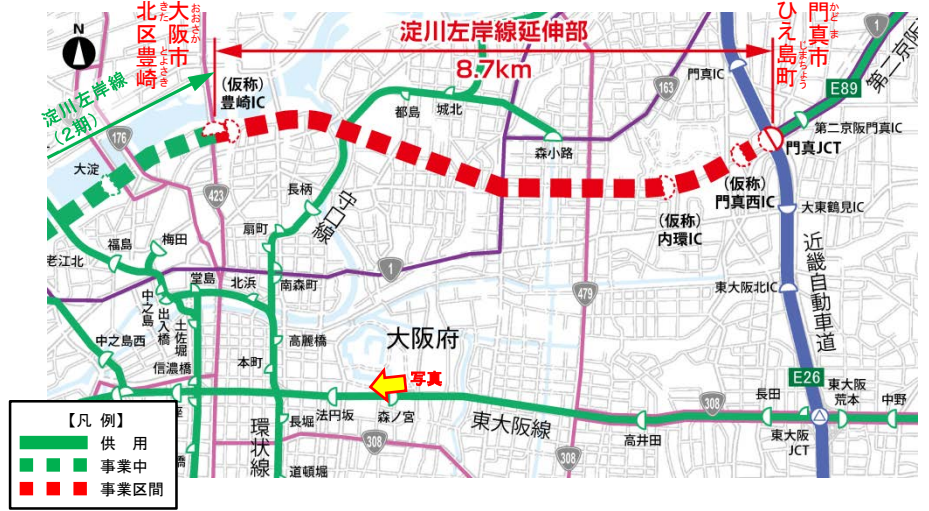 おおさか
大阪市
きた とよさき
北区豊崎
淀川左岸線延伸部
8.7km
かどま
門真市
じまちょう
ひえ島町
1
第二京阪
E89
N
淀川左岸線
(2期)
(仮称)
豊崎IC
163
門真IC
都島
城北
第二京阪門真IC
176
大淀
森小路
門真JCT
423
長柄
守口線
(仮称)
門真西IC
(仮称)
内環IC
大東鶴見IC
扇町
福島
梅田
老江北
近畿自動車道
1
堂島
北浜
南森町
479
東大阪北IC
中之島
出入橋
土佐堀
大阪府
高麗橋
中之島西
本町
信濃橋
写真
E26
東大阪
荒本
長田
中野
308
座
長堀
法円坂
森ノ宮
東大阪線
高井田
東大阪
JCT
環状線
308
308
橋
道頓堀
【凡 例】
供 用
事業中
事業区間